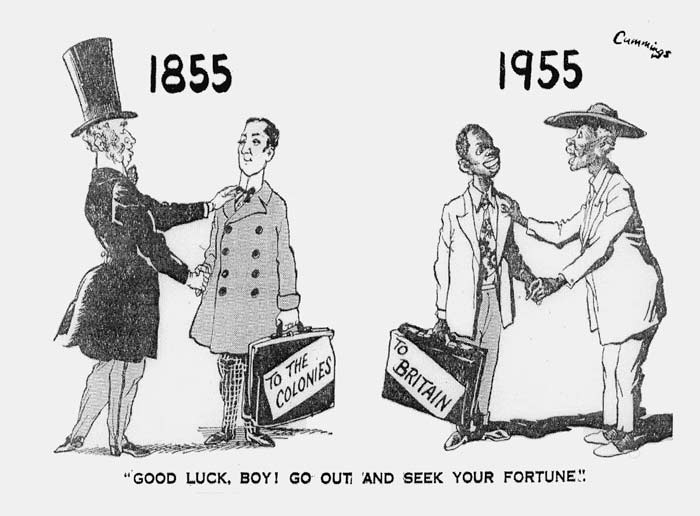 1855
1955
Cummings
TO THE
COLONIES
TO
BRITAIN
"GOOD LUCK, BOY! GO OUT, AND SEEK YOUR FORTUNE!"